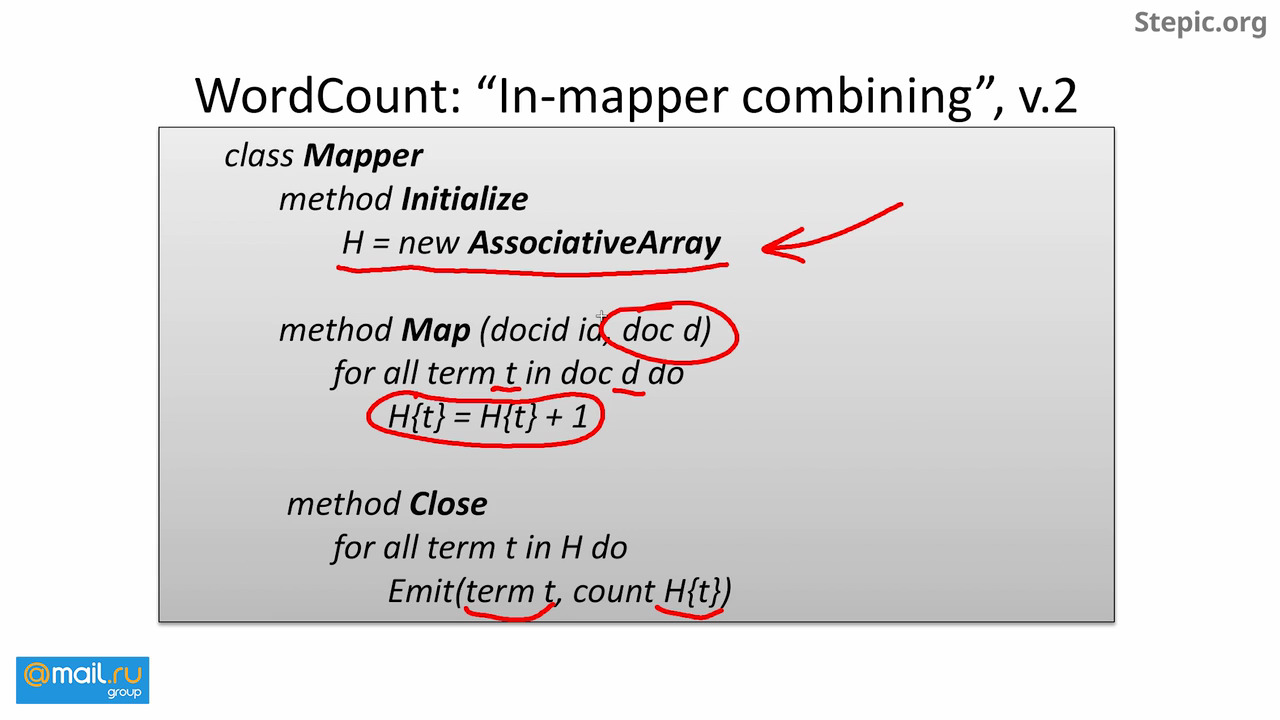 Stepic.org
WordCount: “In-mapper combining”, v.2
class Mapper
method Initialize
H = new AssociativeArray
method Map (docid id, doc d)
for all term t in doc d do
H{t} = H{t} + 1
method Close
for all term t in H do
Emit(term t, count H{t})
@mail.ru
group